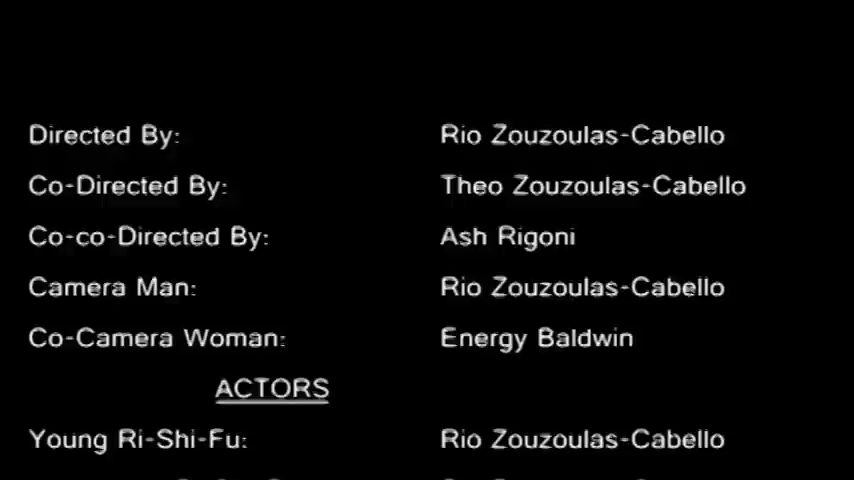 Directed By: Rio Zouzoulas-Cabello
Co-Directed By: Theo Zouzoulas-Cabello
Co-co-Directed By: Ash Rigoni
Camera Man: Rio Zouzoulas-Cabello
Co-Camera Woman: Energy Baldwin
ACTORS
Young Ri-Shi-Fu: Rio Zouzoulas-Cabello